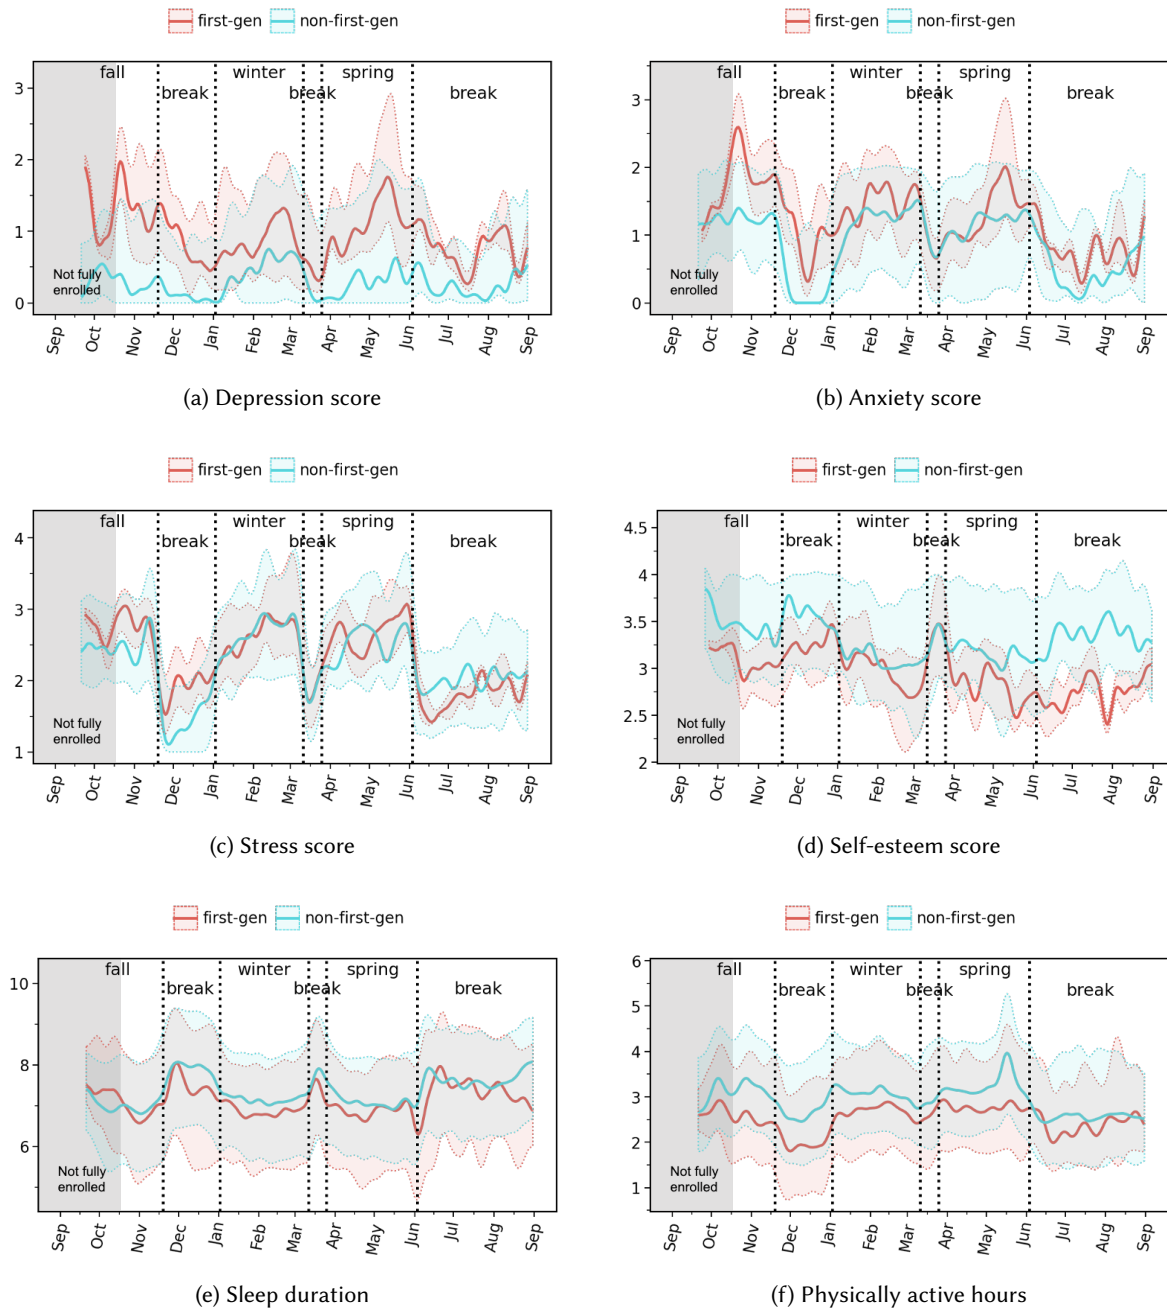 first-gen non-first-gen
fall winter spring
break break break
3
2
1
0
Not fully
enrolled
Sep Oct Nov Dec Jan Feb Mar Apr May Jun Jul Aug Sep
(a) Depression score
first-gen non-first-gen
fall winter spring
break break break
3
2
1
0
Not fully
enrolled
Sep Oct Nov Dec Jan Feb Mar Apr May Jun Jul Aug Sep
(b) Anxiety score
first-gen non-first-gen
fall winter spring
break break break
4
3
2
1
Not fully
enrolled
Sep Oct Nov Dec Jan Feb Mar Apr May Jun Jul Aug Sep
(c) Stress score
first-gen non-first-gen
fall winter spring
break break break
4.5
4
3.5
3
2.5
2
Not fully
enrolled
Sep Oct Nov Dec Jan Feb Mar Apr May Jun Jul Aug Sep
(d) Self-esteem score
first-gen non-first-gen
fall winter spring
break break break
10
8
6
Not fully
enrolled
Sep Oct Nov Dec Jan Feb Mar Apr May Jun Jul Aug Sep
(e) Sleep duration
first-gen non-first-gen
fall winter spring
break break break
6
5
4
3
2
1
Not fully
enrolled
Sep Oct Nov Dec Jan Feb Mar Apr May Jun Jul Aug Sep
(f) Physically active hours